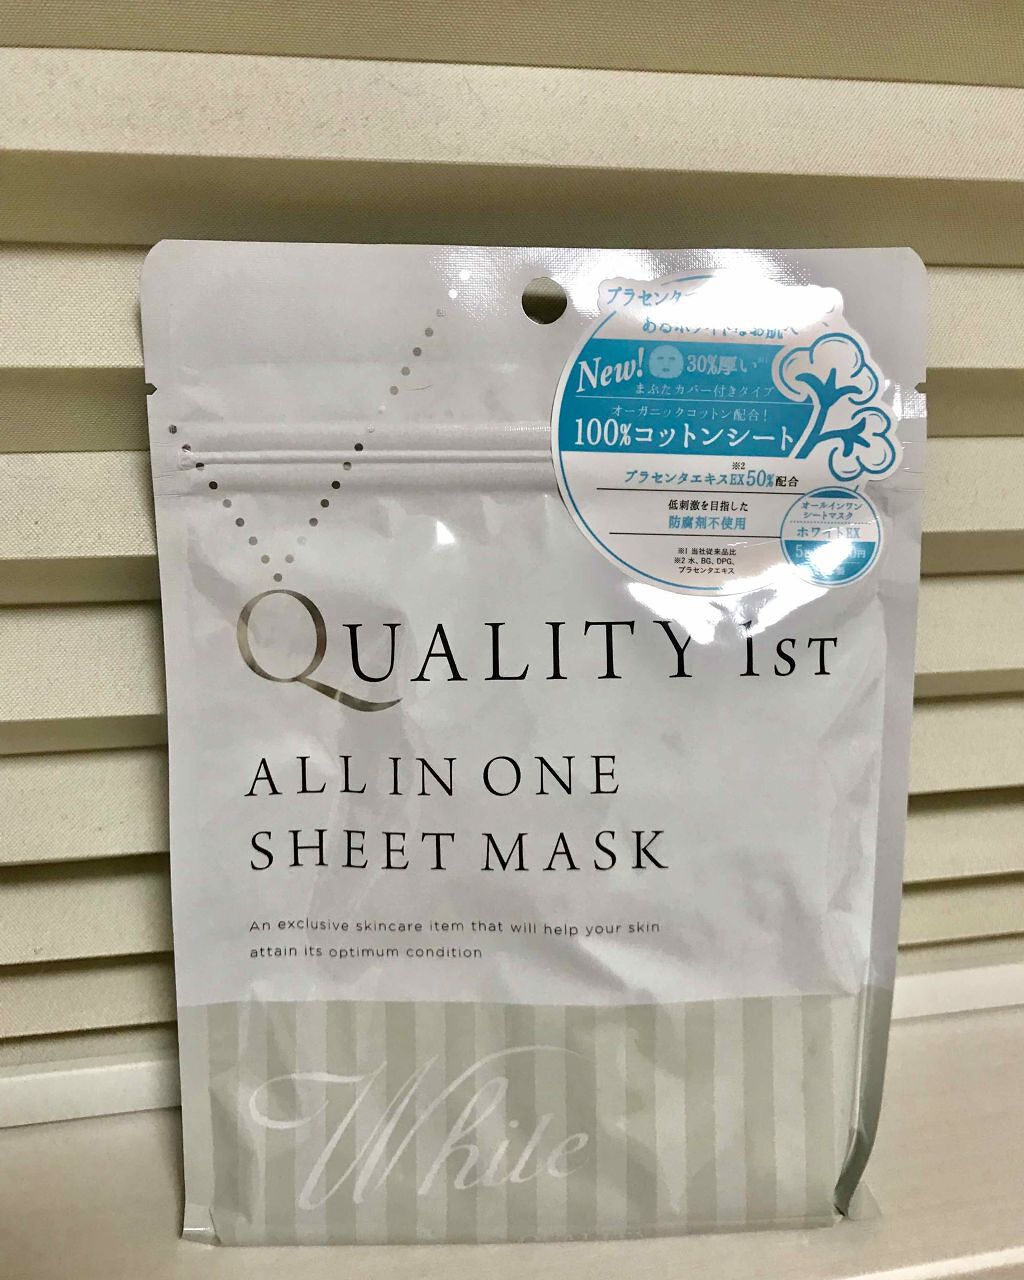 プラセンタ
New! 30%厚い※1
まぶたカバー付きタイプ
オーガニックコットン配合!
100%コットンシート
※2
プラセンタエキスEX50%配合
低刺激を目指した
防腐剤不使用
※1 当社従来品比
※2 水、BG、DPG、
プラセンタエキス
オールインワン
シートマスク
ホワイトEX
QUALITY 1ST
ALL IN ONE
SHEET MASK
An exclusive skincare item that will help your skin
attain its optimum condition
White